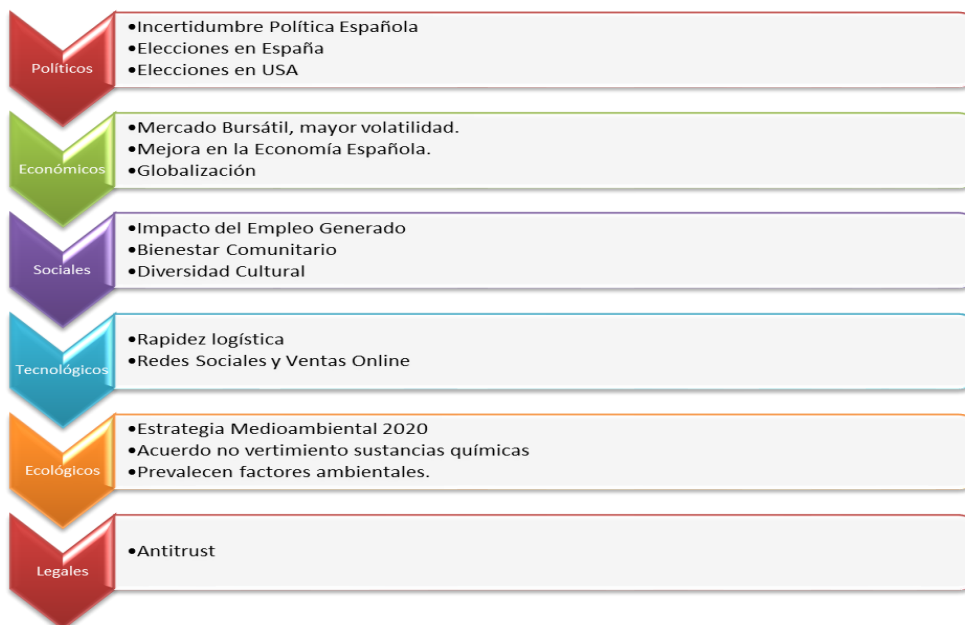 Políticos
•Incertidumbre Política Española
•Elecciones en España
•Elecciones en USA
Económicos
•Mercado Bursátil, mayor volatilidad.
•Mejora en la Economía Española.
•Globalización
Sociales
•Impacto del Empleo Generado
•Bienestar Comunitario
•Diversidad Cultural
Tecnológicos
•Rapidez logística
•Redes Sociales y Ventas Online
Ecológicos
•Estrategia Medioambiental 2020
•Acuerdo no vertimiento sustancias químicas
•Prevalecen factores ambientales.
Legales
•Antitrust